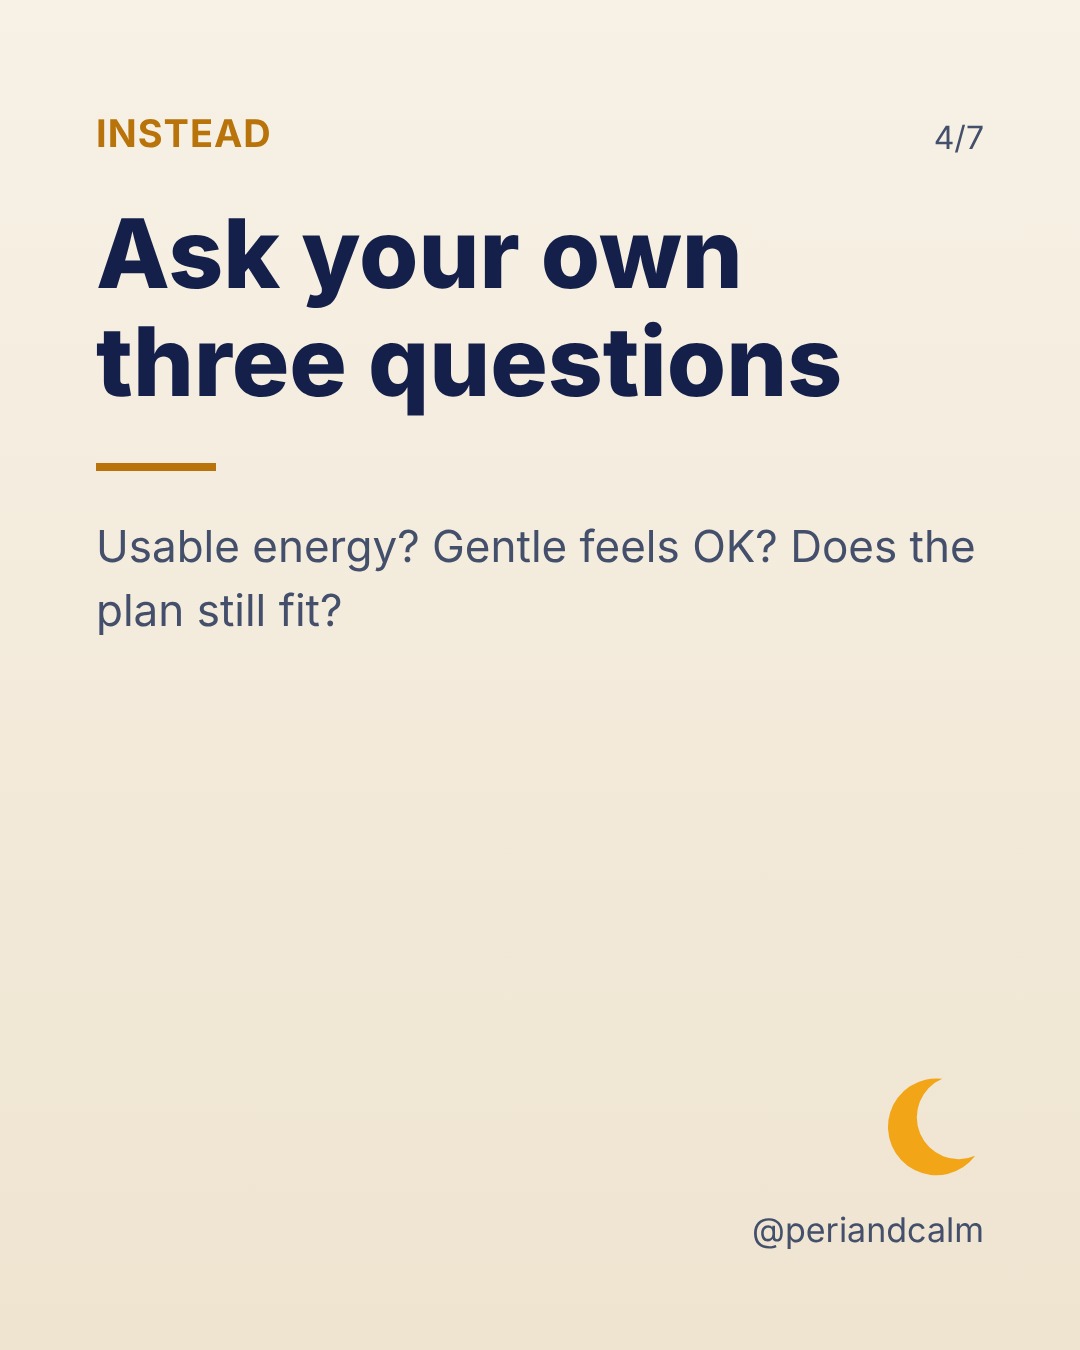 INSTEAD
4/7
Ask your own
three questions
Usable energy? Gentle feels OK? Does the
plan still fit?
@periandcalm